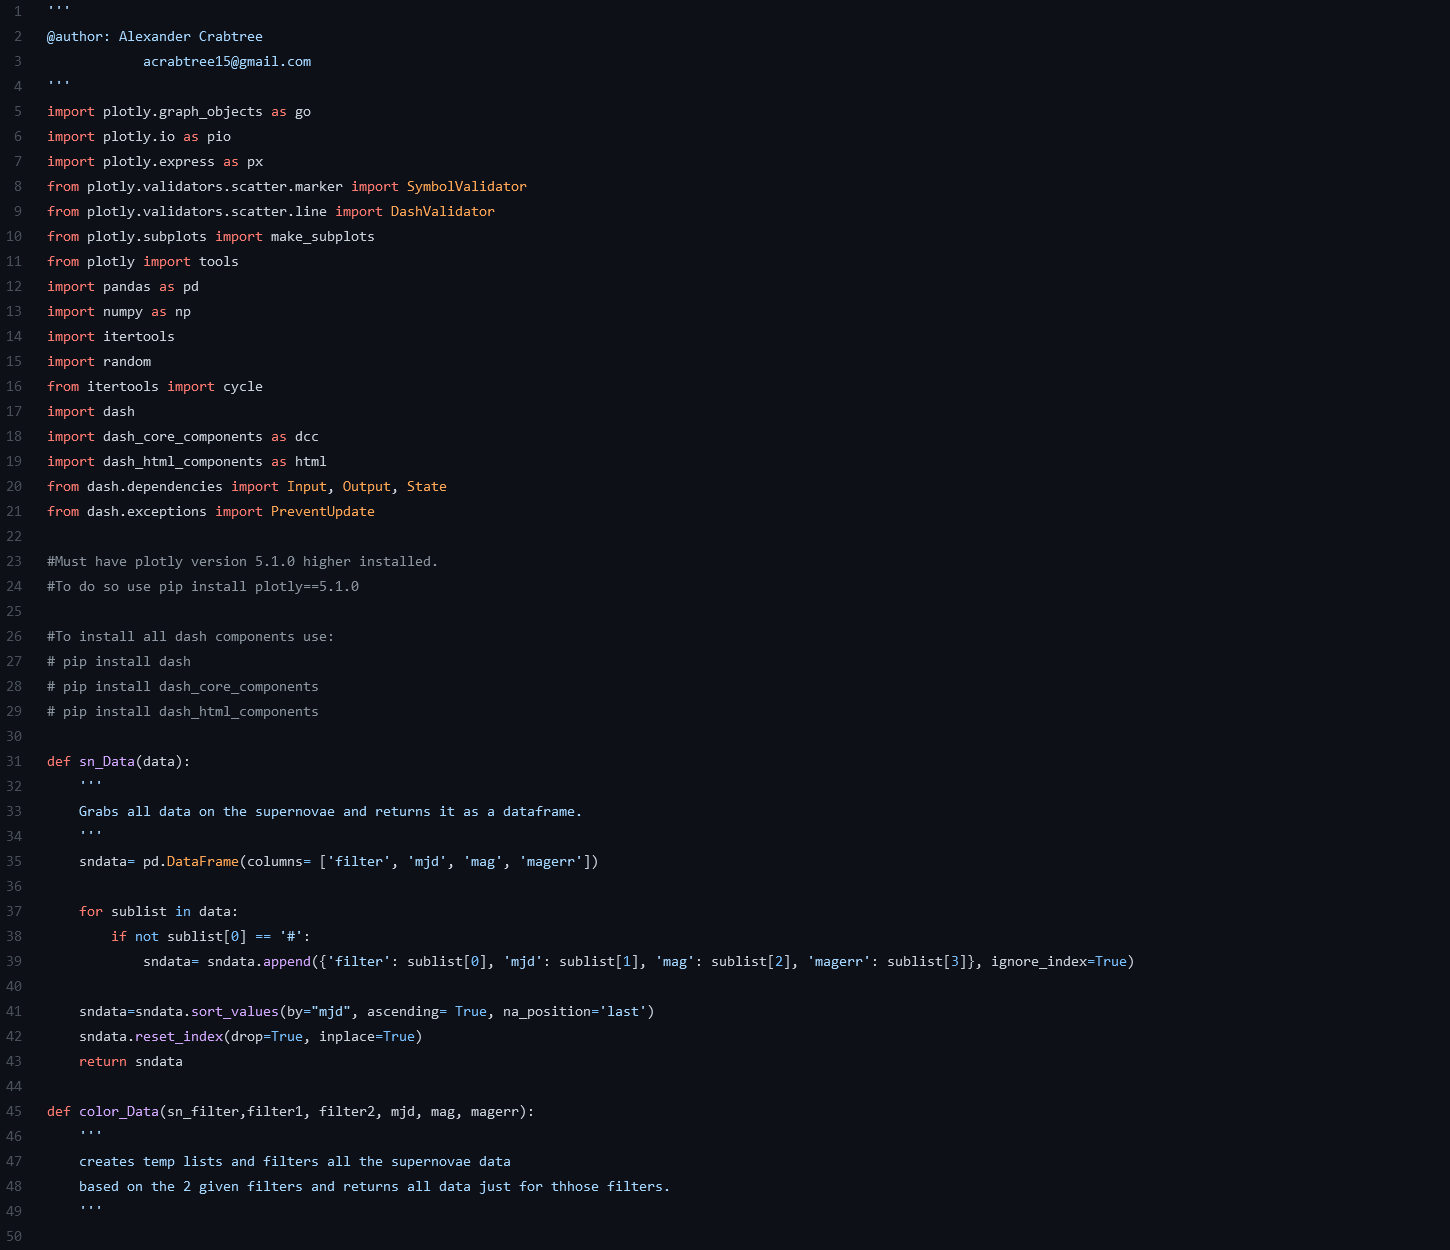 1 '''
2 @author: Alexander Crabtree
3             acrabtree15@gmail.com
4 '''
5 import plotly.graph_objects as go
6 import plotly.io as pio
7 import plotly.express as px
8 from plotly.validators.scatter.marker import SymbolValidator
9 from plotly.validators.scatter.line import DashValidator
10 from plotly.subplots import make_subplots
11 from plotly import tools
12 import pandas as pd
13 import numpy as np
14 import itertools
15 import random
16 from itertools import cycle
17 import dash
18 import dash_core_components as dcc
19 import dash_html_components as html
20 from dash.dependencies import Input, Output, State
21 from dash.exceptions import PreventUpdate
22
23 #Must have plotly version 5.1.0 higher installed.
24 #To do so use pip install plotly==5.1.0
25
26 #To install all dash components use:
27 # pip install dash
28 # pip install dash_core_components
29 # pip install dash_html_components
30
31 def sn_Data(data):
32     '''
33     Grabs all data on the supernovae and returns it as a dataframe.
34     '''
35     sndata= pd.DataFrame(columns= ['filter', 'mjd', 'mag', 'magerr'])
36
37     for sublist in data:
38         if not sublist[0] == '#':
39             sndata= sndata.append({'filter': sublist[0], 'mjd': sublist[1], 'mag': sublist[2], 'magerr': sublist[3]}, ignore_index=True)
40
41     sndata=sndata.sort_values(by="mjd", ascending= True, na_position='last')
42     sndata.reset_index(drop=True, inplace=True)
43     return sndata
44
45 def color_Data(sn_filter,filter1, filter2, mjd, mag, magerr):
46     '''
47     creates temp lists and filters all the supernovae data
48     based on the 2 given filters and returns all data just for thhose filters.
49     '''
50